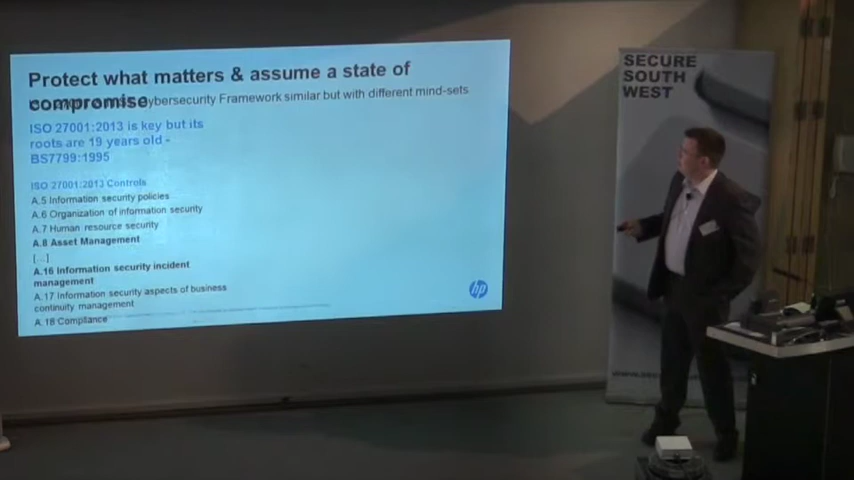 Protect what matters & assume a state of
compromise
ybersecurity Framework similar but with different mind-sets
ISO 27001:2013 is key but its
roots are 19 years old -
BS7799:1995
ISO 27001:2013 Controls
A.5 Information security policies
A.6 Organization of information security
A.7 Human resource security
A.8 Asset Management
[...]
A.16 Information security incident
management
A.17 Information security aspects of business
continuity management
A.18 Compliance
hp
SECURE
SOUTH
WEST